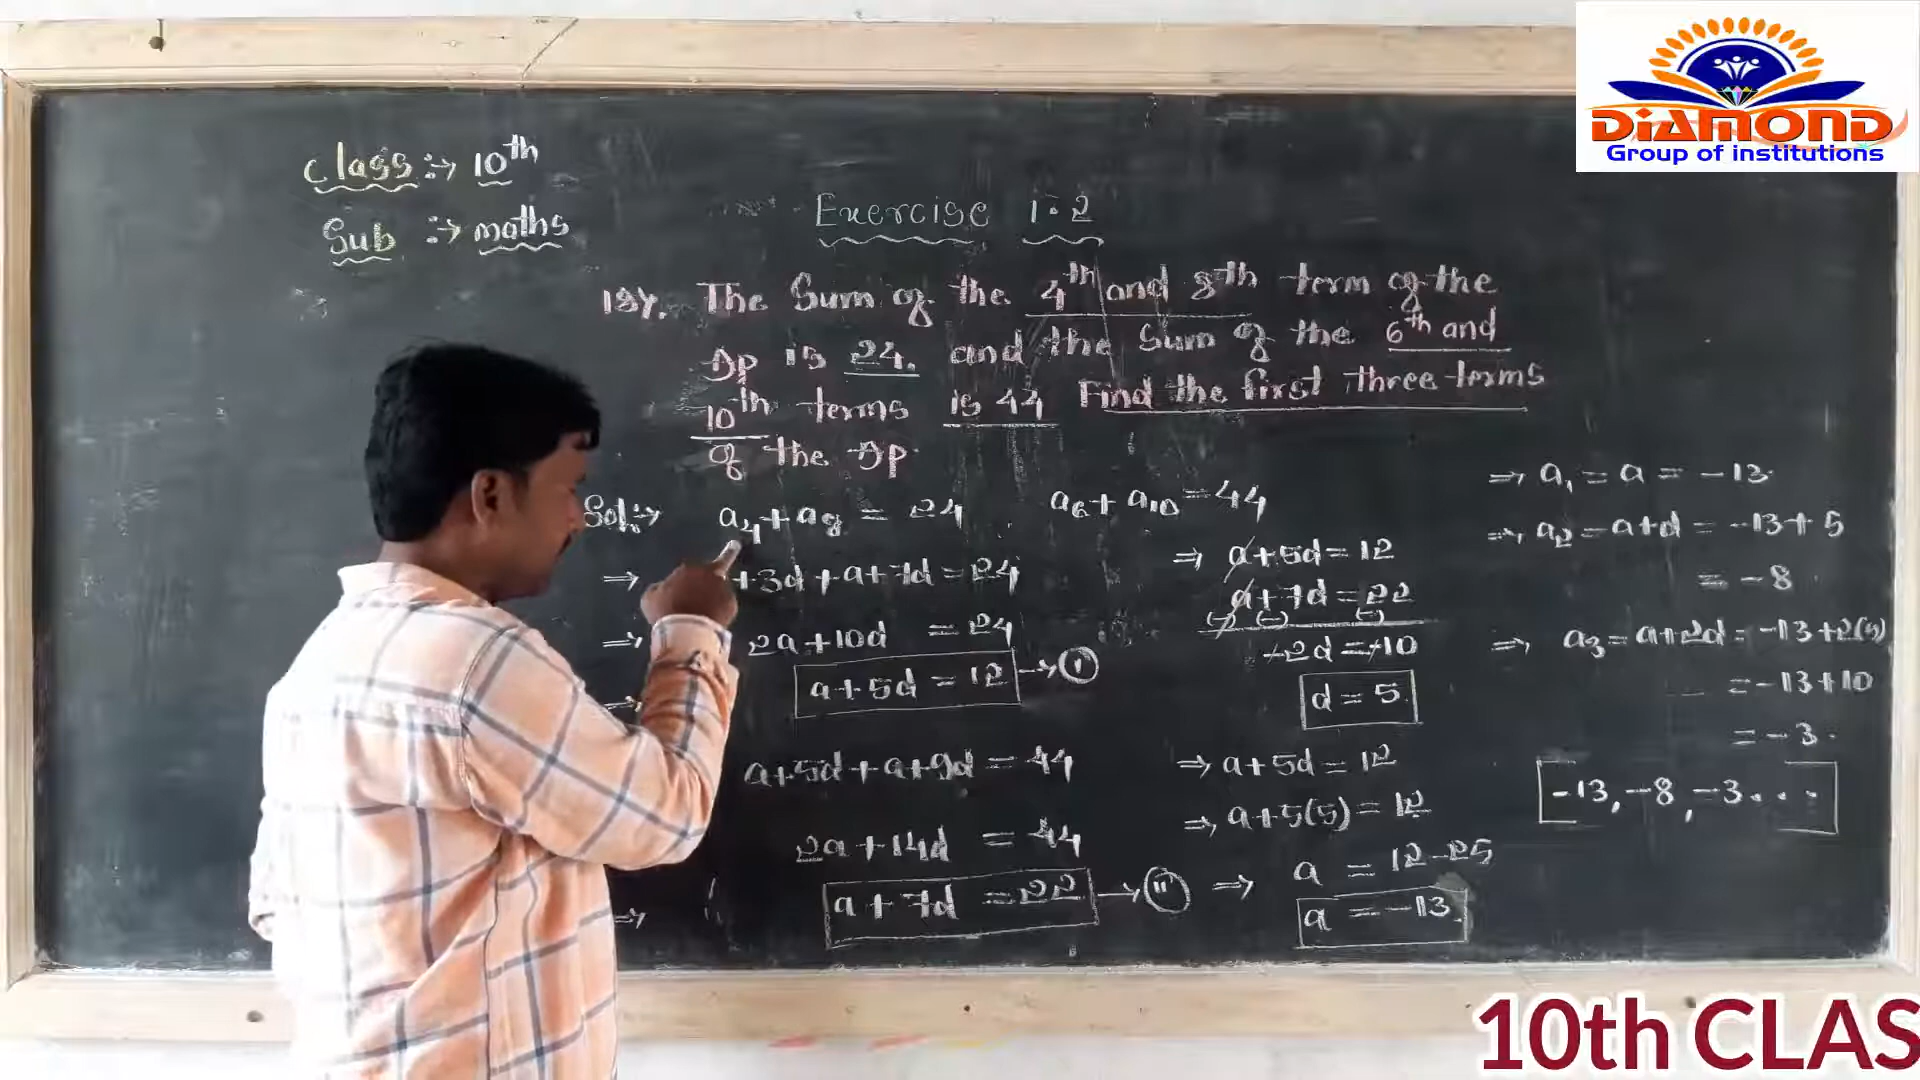 DiAMOND
Group of institutions
Class :→ 10th
Sub :→ maths
Exercise 1.2
18Y. The Sum of the 4th and 8th term of the
Ap is 24. and the Sum of the 6th and
10th terms is 44 Find the first three terms
of the Ap.
Sol:→ a₄+a₈ = 24
⇒ +3d+a+7d=24
⇒ 2a+10d = 24
⇒ a+5d=12 →(I)
a₆+a₁₀=44
a+5d+a+9d=44
2a+14d = 44
⇒ a+7d =22 →(II)
⇒ a+5d=12
a+7d=22
(-) (-) (-)
-2d=-10
d=5
⇒ a+5d=12
⇒ a+5(5)=12
⇒ a = 12-25
a = -13.
⇒ a₁ = a = -13.
⇒ a₂ = a+d = -13+5
= -8
⇒ a₃ = a+2d = -13+2(5)
= -13+10
= -3.
-13, -8, -3...
10th CLAS